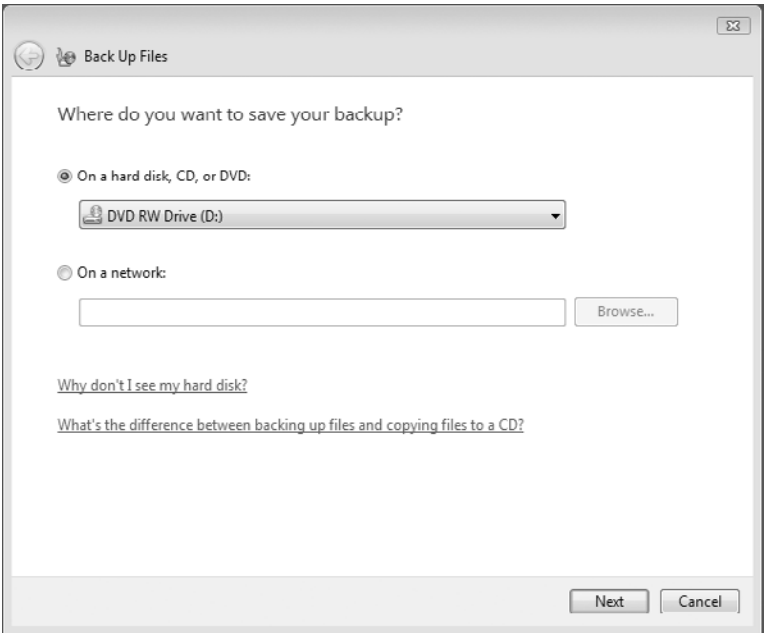 Back Up Files
Where do you want to save your backup?
On a hard disk, CD, or DVD:
DVD RW Drive (D:)
On a network:
Browse...
Why don't I see my hard disk?
What's the difference between backing up files and copying files to a CD?
Next Cancel